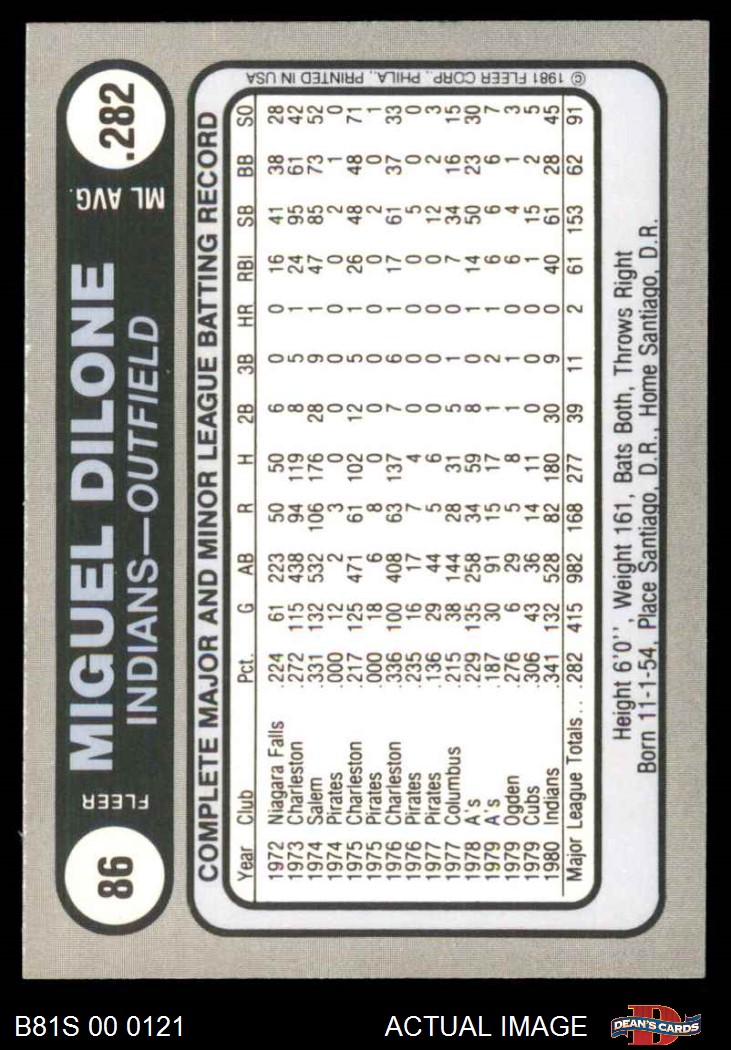 86
FLEER
MIGUEL DILONE
INDIANS—OUTFIELD
ML AVG.
.282
COMPLETE MAJOR AND MINOR LEAGUE BATTING RECORD
Year Club Pct. G AB R H 2B 3B HR RBI SB BB SO
1972 Niagara Falls .224 61 223 50 50 6 0 0 16 41 38 28
1973 Charleston .272 115 438 94 119 8 5 1 24 95 61 42
1974 Salem .331 132 532 106 176 28 9 1 47 85 73 52
1974 Pirates .000 12 2 3 0 0 0 0 0 2 1 0
1975 Charleston .217 125 471 61 102 12 5 1 26 48 48 71
1975 Pirates .000 18 6 8 0 0 0 0 0 2 0 1
1976 Charleston .336 100 408 63 137 7 6 1 17 61 37 33
1976 Pirates .235 16 17 7 4 0 0 0 0 5 0 0
1977 Pirates .136 29 44 5 6 0 0 0 0 12 2 3
1977 Columbus .215 38 144 28 31 5 1 0 7 34 16 15
1978 A's .229 135 258 34 59 8 0 1 14 50 23 30
1979 A's .187 30 91 15 17 1 2 1 6 6 6 7
1979 Ogden .276 6 29 5 8 1 1 0 6 4 1 3
1979 Cubs .306 43 36 14 11 0 0 0 1 15 2 5
1980 Indians .341 132 528 82 180 30 9 0 40 61 28 45
Major League Totals . . .282 415 982 168 277 39 11 2 61 153 62 91
Height 6'0'', Weight 161, Bats Both, Throws Right
Born 11-1-54, Place Santiago, D.R., Home Santiago, D.R.
© 1981 FLEER CORP., PHILA., PRINTED IN USA
B81S 00 0121
ACTUAL IMAGE
D
DEAN'S CARDS